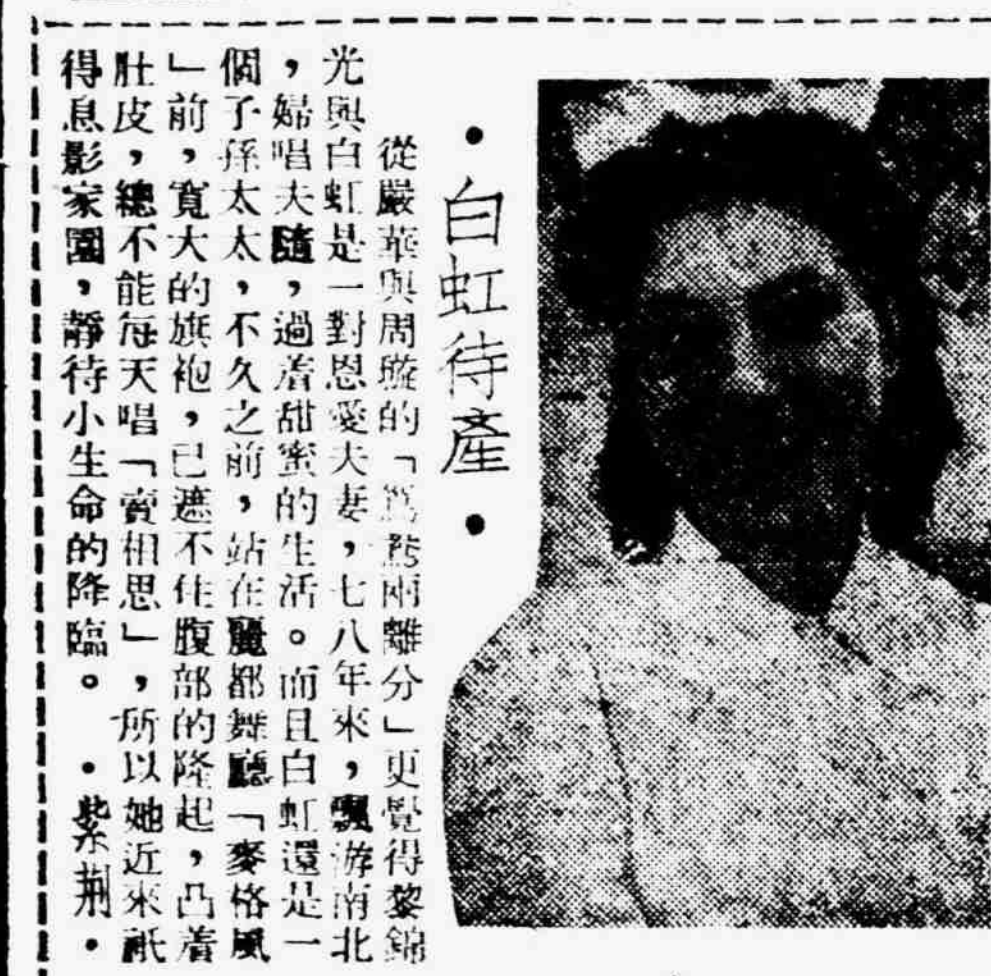 •白虹待產•
從嚴華與周璇的「鴛鴦兩離分」更覺得黎錦
光與白虹是一對恩愛夫妻，七八年來，飄游南北
，婦唱夫隨，過着甜蜜的生活。而且白虹還是一
個子孫太太，不久之前，站在麗都舞廳「麥格風
」前，寬大的旗袍，已遮不住腹部的隆起，凸着
肚皮，總不能每天唱「賣相思」，所以她近來祇
得息影家園，靜待小生命的降臨。　•紫荆•